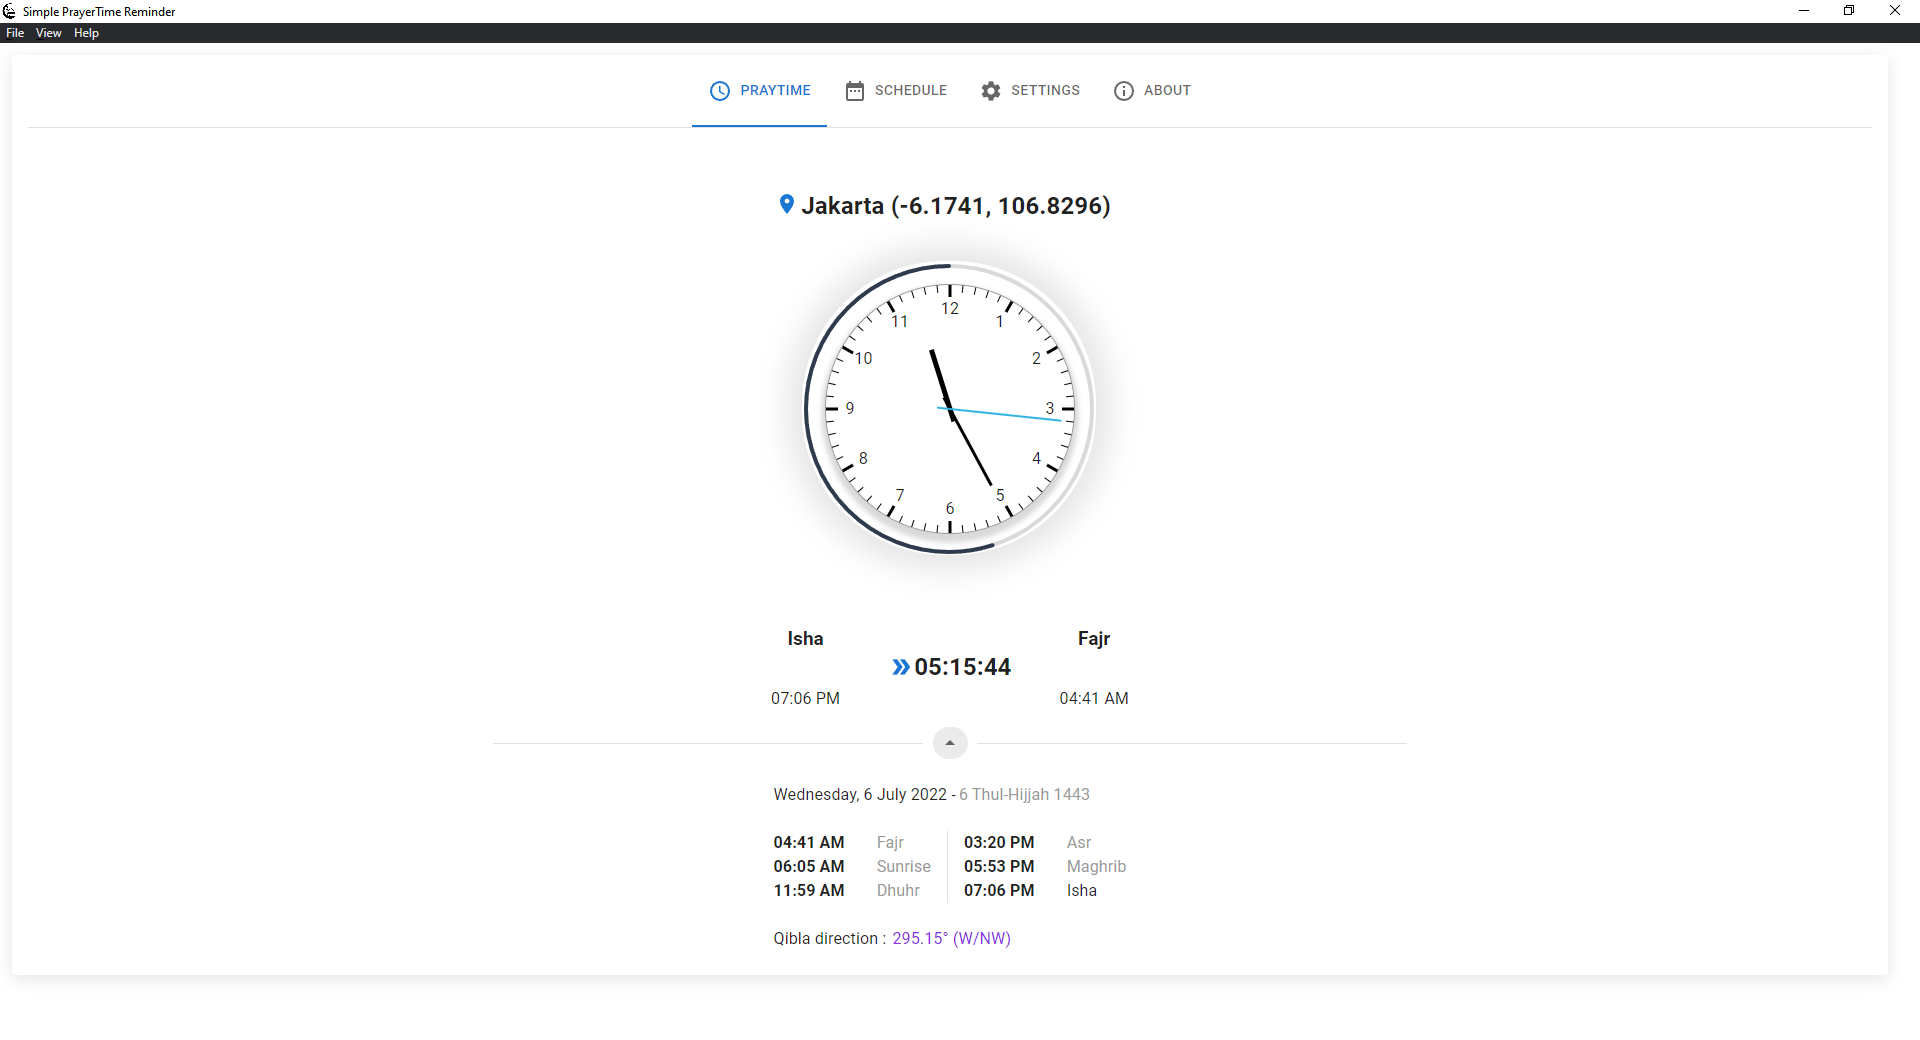 Simple PrayerTime Reminder
File View Help
PRAYTIME SCHEDULE SETTINGS ABOUT
Jakarta (-6.1741, 106.8296)
12
11 1
10 2
9 3
8 4
7 5
6
Isha Fajr
05:15:44
07:06 PM 04:41 AM
Wednesday, 6 July 2022 - 6 Thul-Hijjah 1443
04:41 AM Fajr 03:20 PM Asr
06:05 AM Sunrise 05:53 PM Maghrib
11:59 AM Dhuhr 07:06 PM Isha
Qibla direction : 295.15° (W/NW)